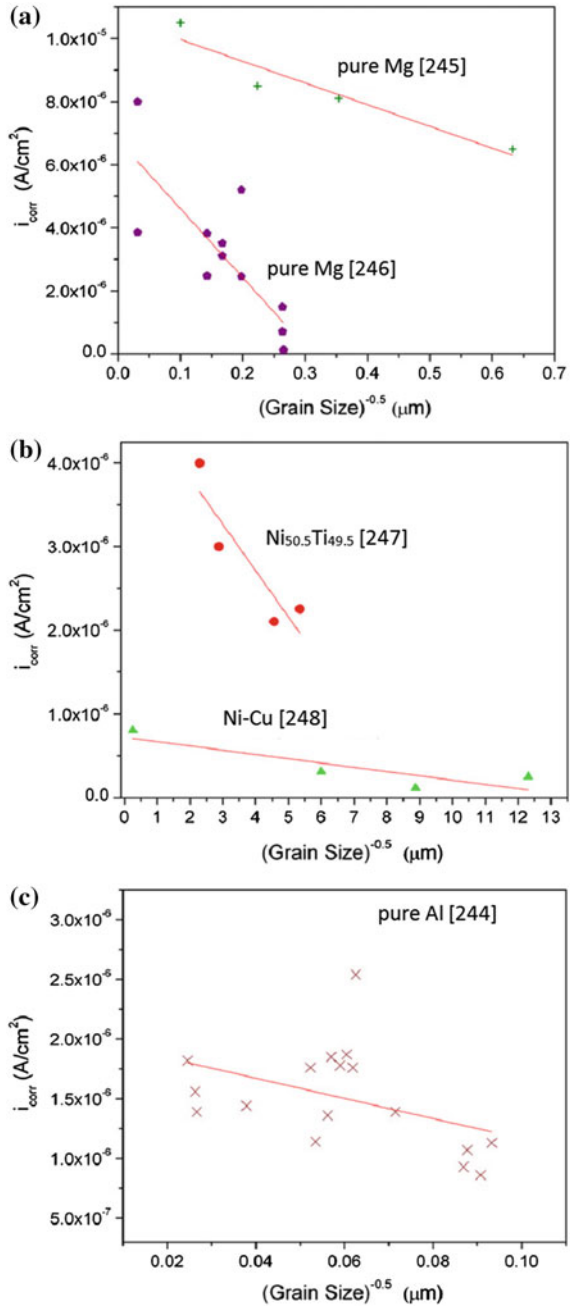 (a)
1.0x10⁻⁵
8.0x10⁻⁶
6.0x10⁻⁶
4.0x10⁻⁶
2.0x10⁻⁶
0.0
i_corr (A/cm²)
pure Mg [245]
pure Mg [246]
0.0 0.1 0.2 0.3 0.4 0.5 0.6 0.7
(Grain Size)⁻⁰·⁵ (μm)
(b)
4.0x10⁻⁶
3.0x10⁻⁶
2.0x10⁻⁶
1.0x10⁻⁶
0.0
i_corr (A/cm²)
Ni₅₀.₅Ti₄₉.₅ [247]
Ni-Cu [248]
0 1 2 3 4 5 6 7 8 9 10 11 12 13
(Grain Size)⁻⁰·⁵ (μm)
(c)
3.0x10⁻⁶
2.5x10⁻⁶
2.0x10⁻⁶
1.5x10⁻⁶
1.0x10⁻⁶
5.0x10⁻⁷
i_corr (A/cm²)
pure Al [244]
0.02 0.04 0.06 0.08 0.10
(Grain Size)⁻⁰·⁵ (μm)